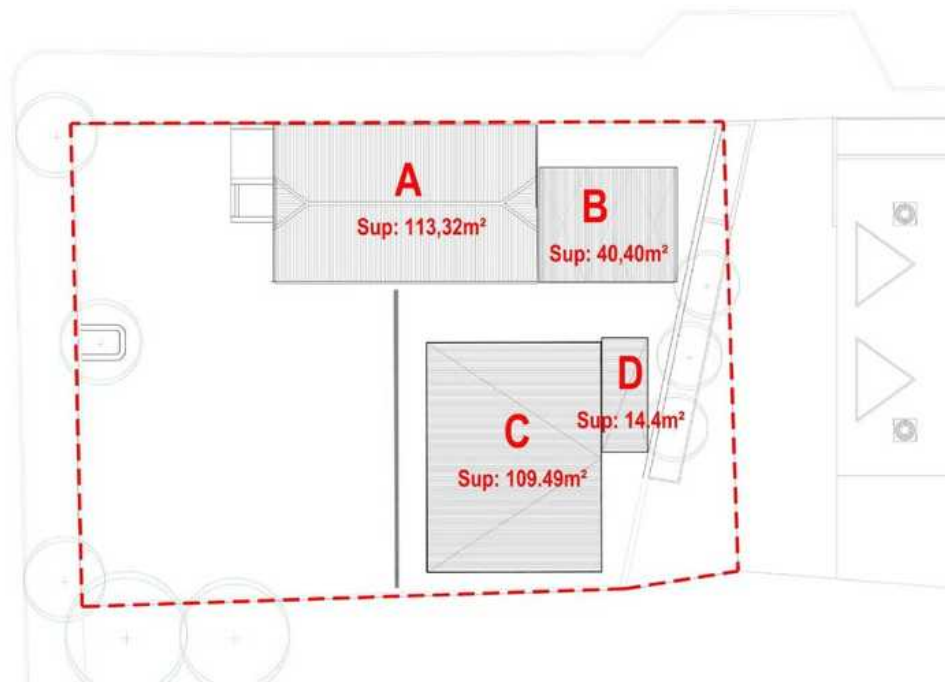 A
Sup: 113,32m²
B
Sup: 40,40m²
D
Sup: 14.4m²
C
Sup: 109.49m²